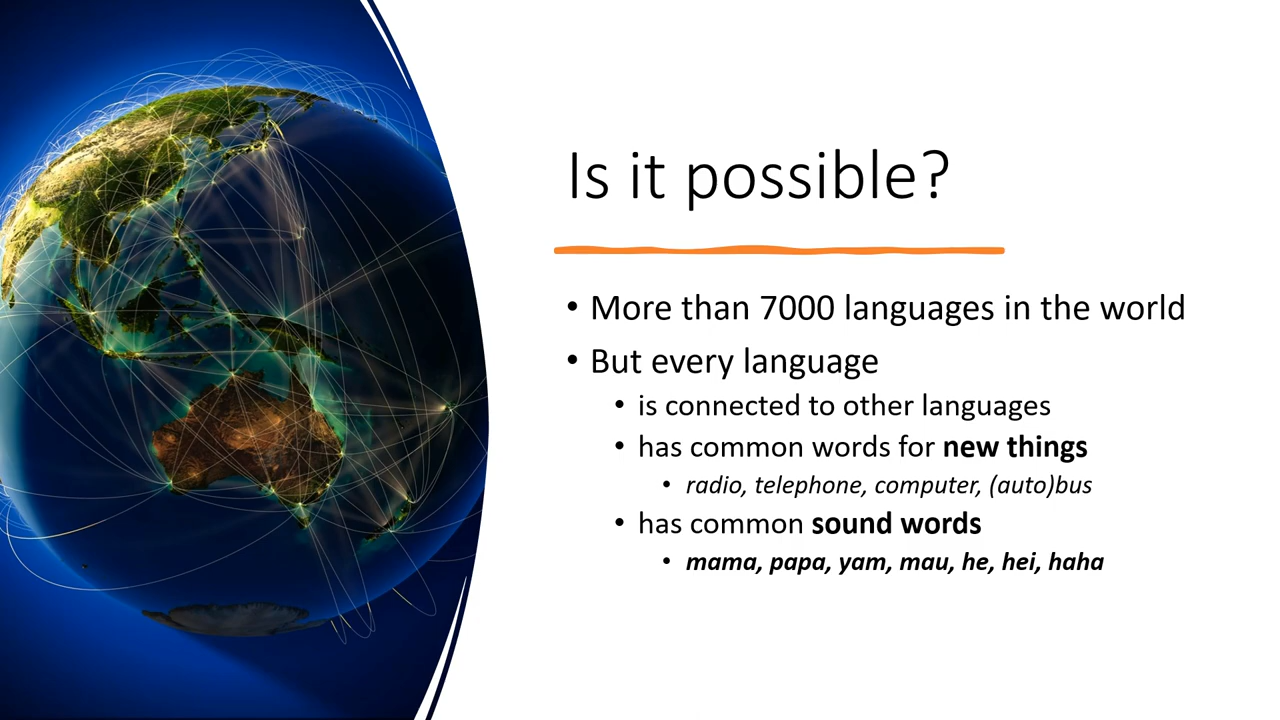 Is it possible?
• More than 7000 languages in the world
• But every language
• is connected to other languages
• has common words for new things
• radio, telephone, computer, (auto)bus
• has common sound words
• mama, papa, yam, mau, he, hei, haha